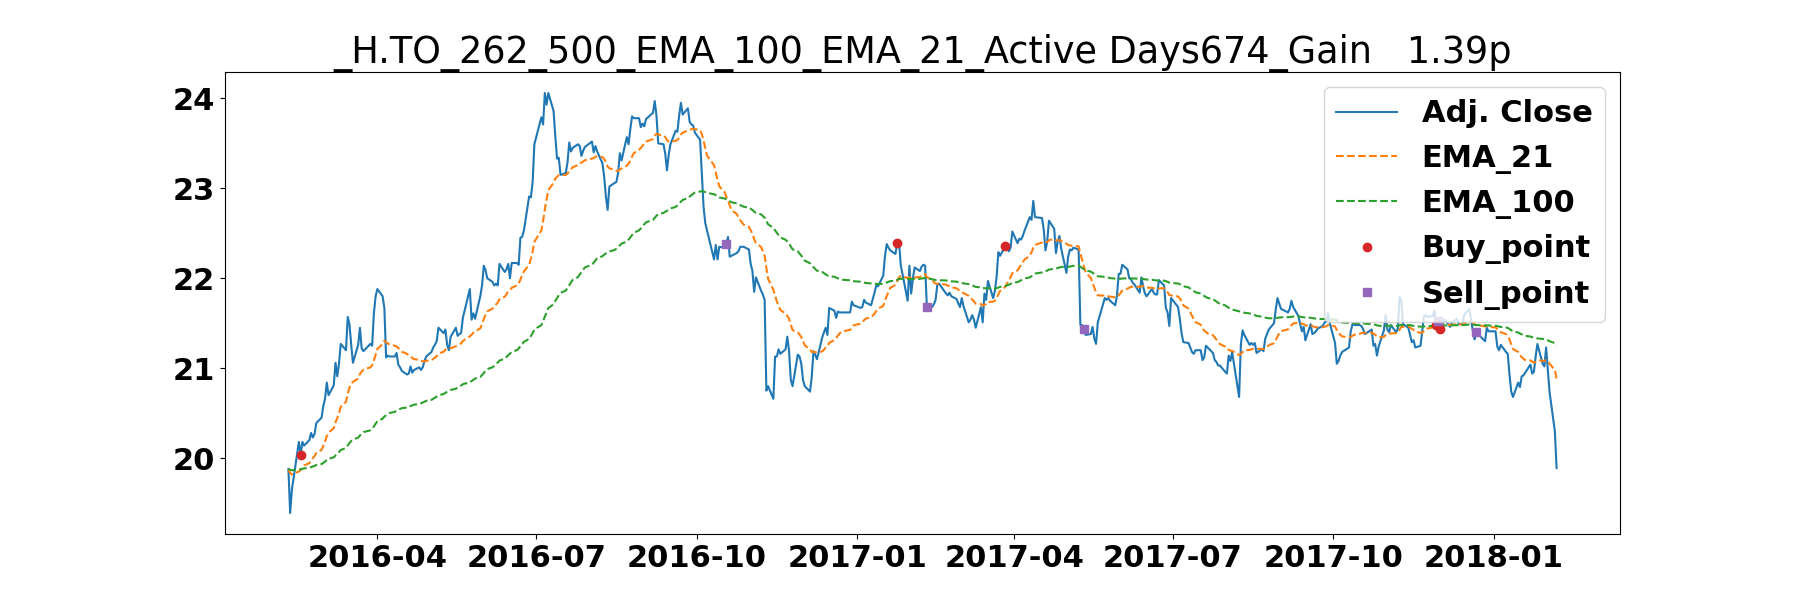 _H.TO_262_500_EMA_100_EMA_21_Active Days674_Gain   1.39p
24
23
22
21
20
Adj. Close
EMA_21
EMA_100
Buy_point
Sell_point
2016-04 2016-07 2016-10 2017-01 2017-04 2017-07 2017-10 2018-01